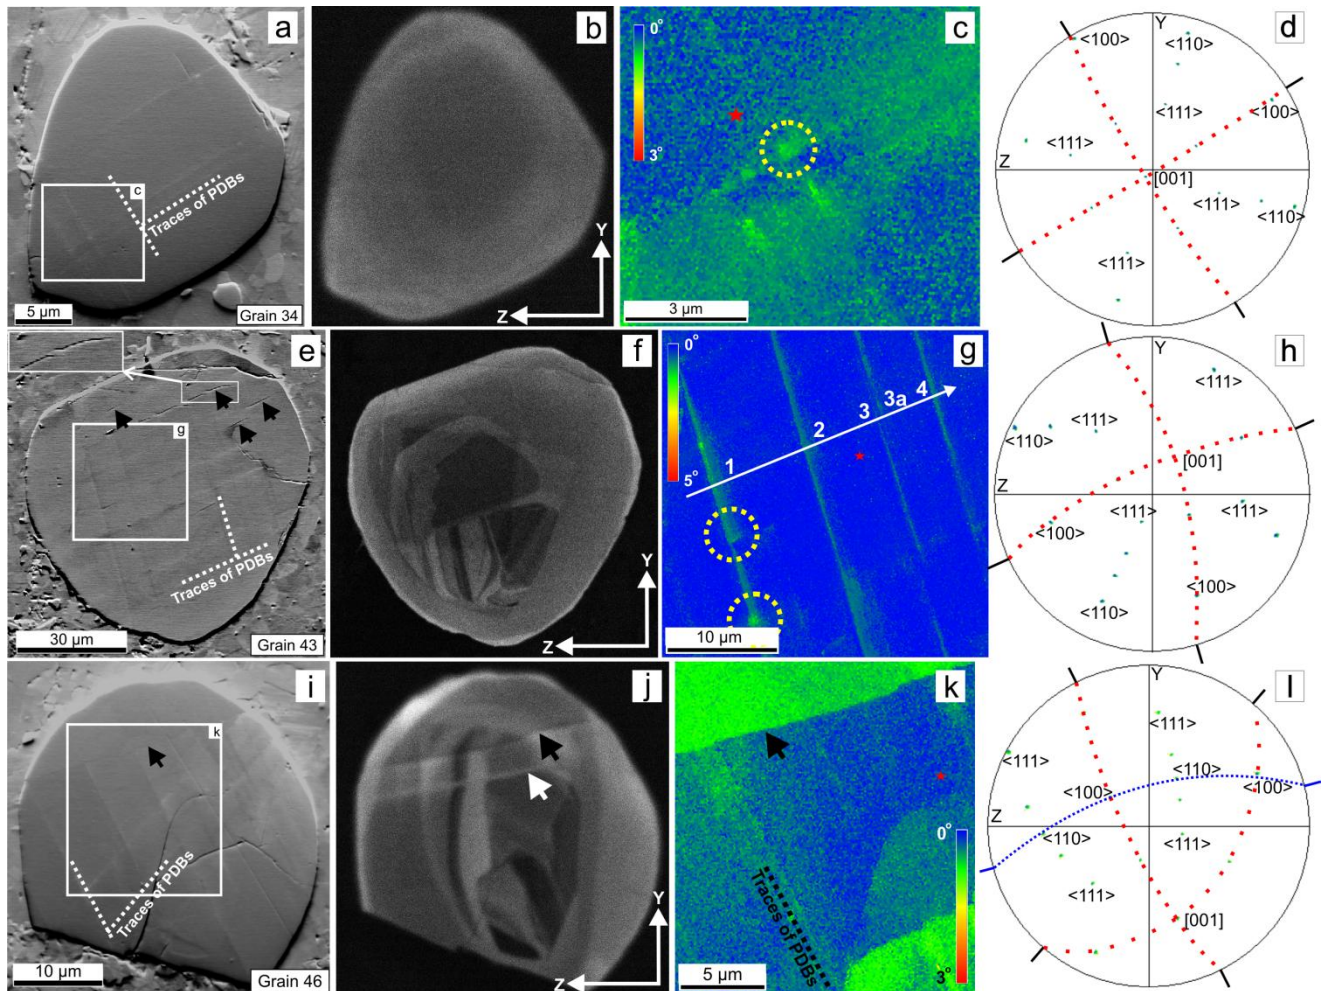 a
c
Traces of PDBs
5 µm
Grain 34
b
Y
Z
c
0°
3°
3 µm
d
Y
<100>
<110>
<111>
<100>
<111>
Z
[001]
<111>
<110>
<111>
e
g
Traces of PDBs
30 µm
Grain 43
f
Y
Z
g
0°
5°
1
2
3
3a
4
10 µm
h
Y
<111>
<111>
<110>
[001]
Z
<111>
<111>
<100>
<100>
<110>
i
k
Traces of PDBs
10 µm
Grain 46
j
Y
Z
k
0°
3°
Traces of PDBs
5 µm
l
Y
<111>
<111>
<110>
<100>
<100>
Z
<110>
<111>
<111>
[001]